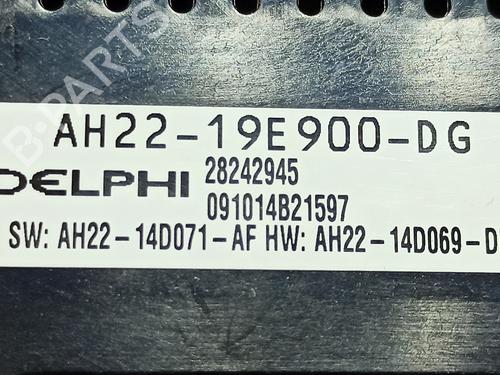 B-PARTS
AH22-19E900-DG
DELPHI 28242945
091014B21597
SW: AH22-14D071-AF HW: AH22-14D069-D